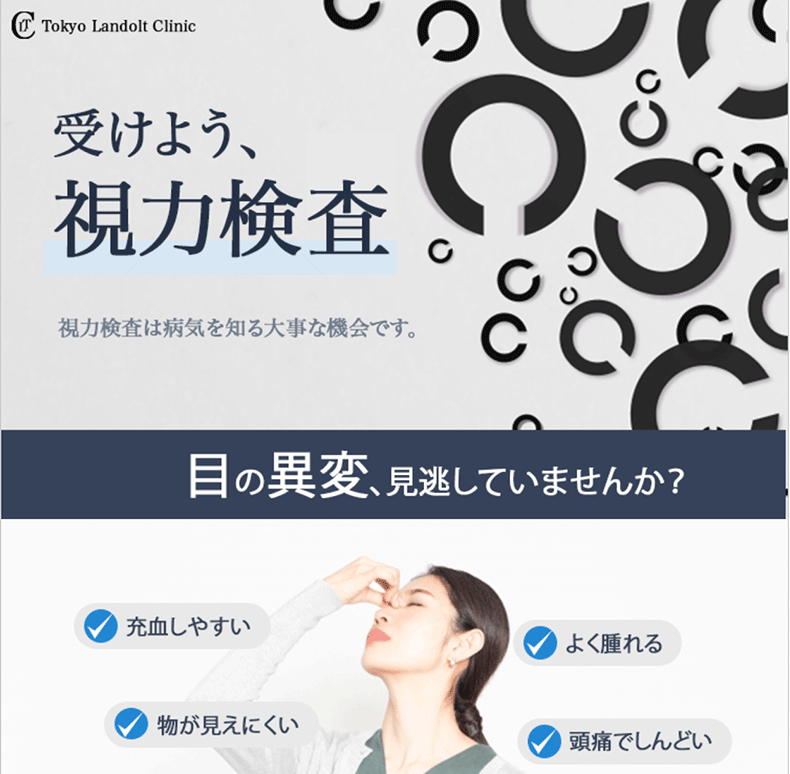 Tokyo Landolt Clinic
受けよう、
視力検査
視力検査は病気を知る大事な機会です。
目の異変、見逃していませんか?
充血しやすい
よく腫れる
物が見えにくい
頭痛でしんどい